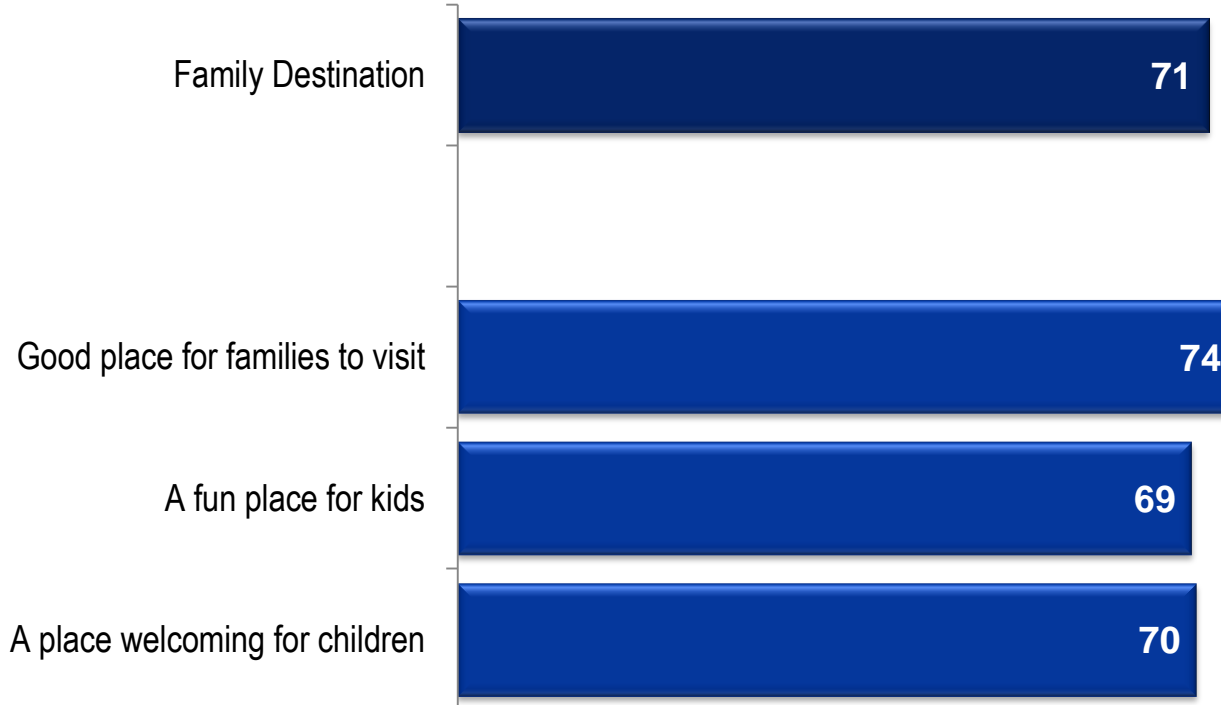 Family Destination 71
Good place for families to visit 74
A fun place for kids 69
A place welcoming for children 70